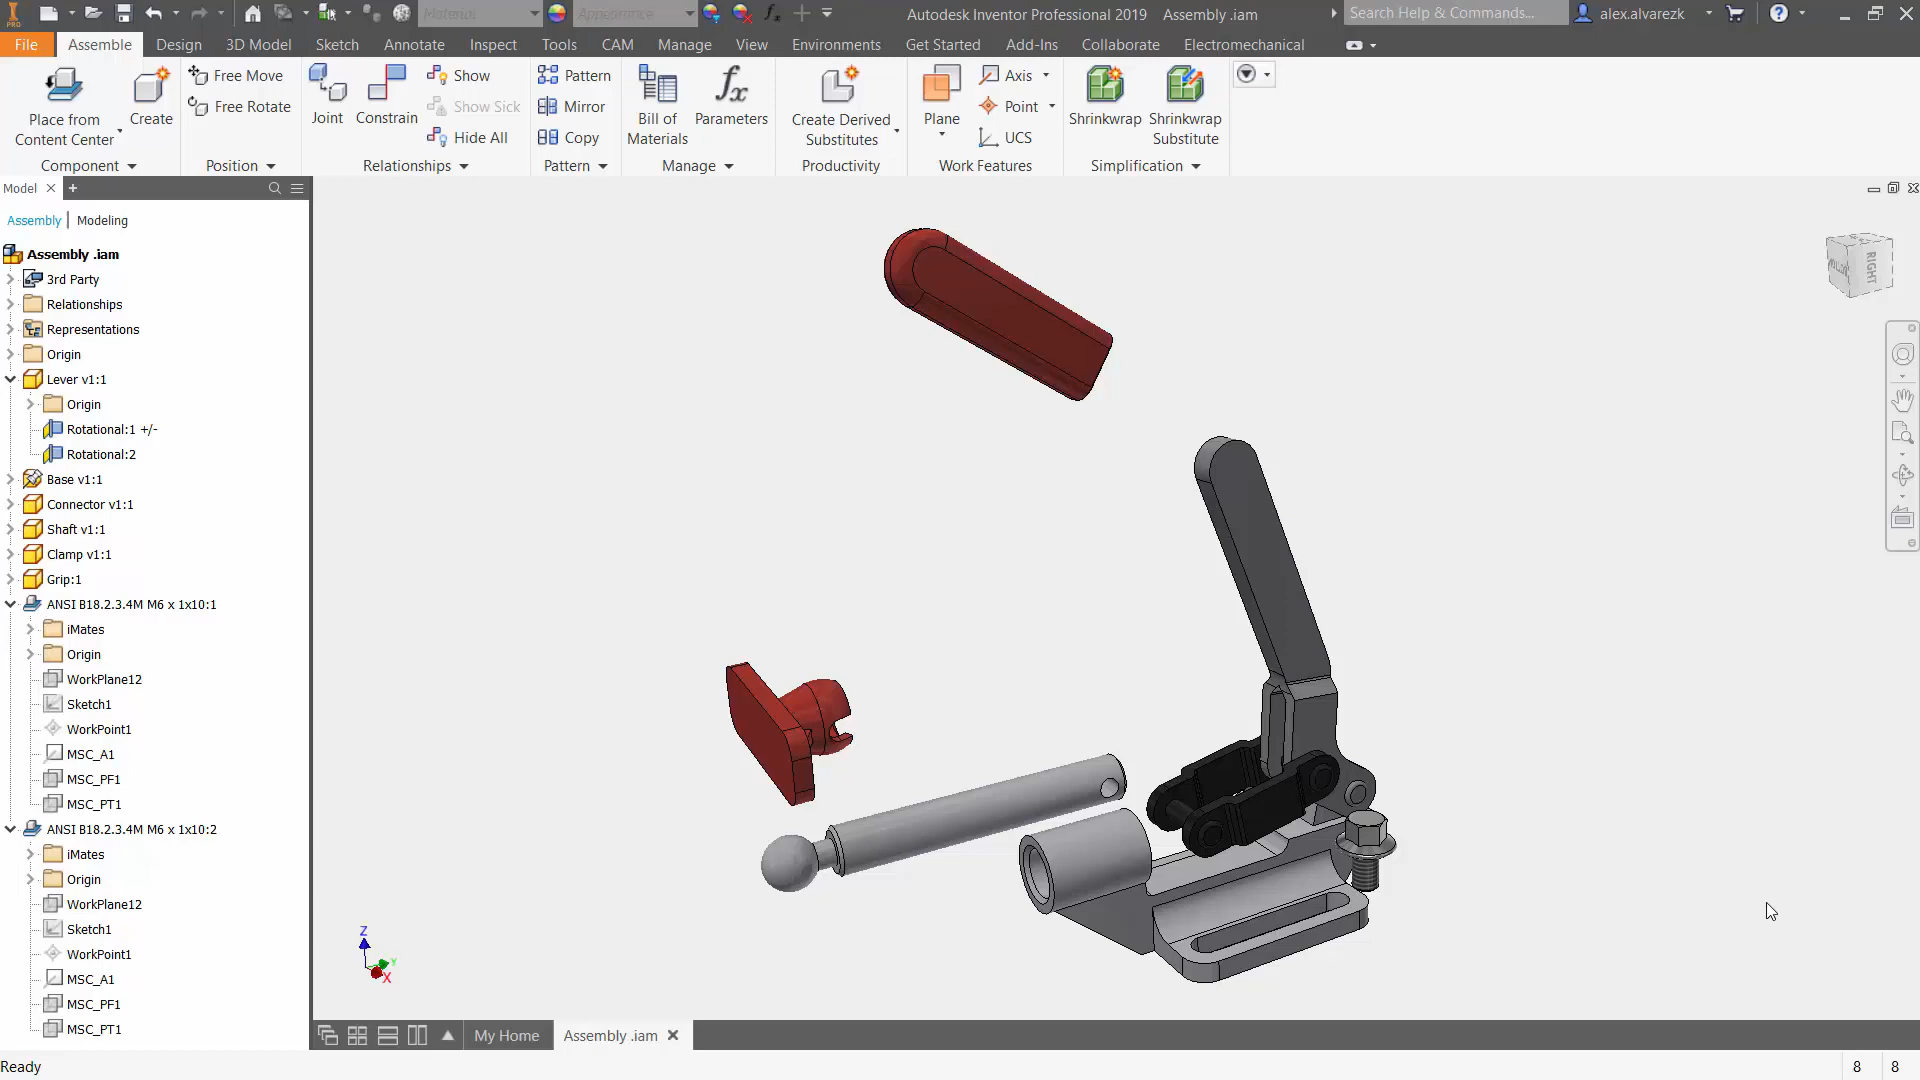 PRO
Material
Appearance
Autodesk Inventor Professional 2019 Assembly .iam
Search Help & Commands...
alex.alvarezk
File
Assemble
Design
3D Model
Sketch
Annotate
Inspect
Tools
CAM
Manage
View
Environments
Get Started
Add-Ins
Collaborate
Electromechanical
Place from
Content Center
Create
Component
Free Move
Free Rotate
Position
Joint
Constrain
Show
Show Sick
Hide All
Relationships
Pattern
Mirror
Copy
Pattern
Bill of
Materials
Parameters
Manage
Create Derived
Substitutes
Productivity
Plane
Axis
Point
UCS
Work Features
Shrinkwrap
Shrinkwrap
Substitute
Simplification
Model
Assembly
Modeling
Assembly .iam
3rd Party
Relationships
Representations
Origin
Lever v1:1
Origin
Rotational:1 +/-
Rotational:2
Base v1:1
Connector v1:1
Shaft v1:1
Clamp v1:1
Grip:1
ANSI B18.2.3.4M M6 x 1x10:1
iMates
Origin
WorkPlane12
Sketch1
WorkPoint1
MSC_A1
MSC_PF1
MSC_PT1
ANSI B18.2.3.4M M6 x 1x10:2
iMates
Origin
WorkPlane12
Sketch1
WorkPoint1
MSC_A1
MSC_PF1
MSC_PT1
RIGHT
Z
Y
X
My Home
Assembly .iam
Ready
8
8